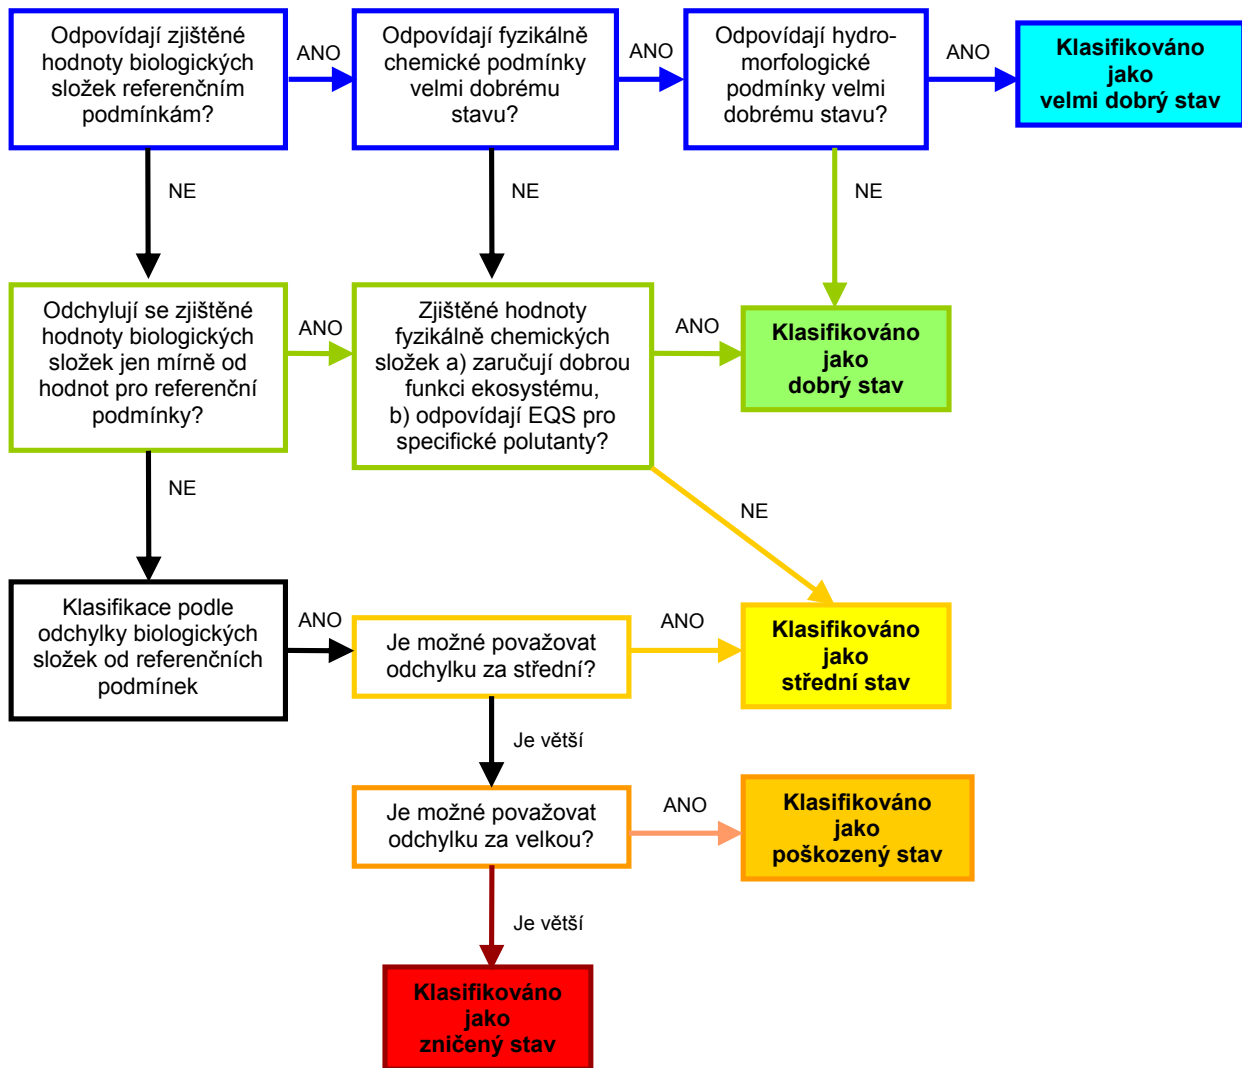 Odpovídají zjištěné
hodnoty biologických
složek referenčním
podmínkám?
ANO
Odpovídají fyzikálně
chemické podmínky
velmi dobrému
stavu?
ANO
Odpovídají hydro-
morfologické
podmínky velmi
dobrému stavu?
ANO
Klasifikováno
jako
velmi dobrý stav
NE
NE
NE
Odchylují se zjištěné
hodnoty biologických
složek jen mírně od
hodnot pro referenční
podmínky?
ANO
Zjištěné hodnoty
fyzikálně chemických
složek a) zaručují dobrou
funkci ekosystému,
b) odpovídají EQS pro
specifické polutanty?
ANO
Klasifikováno
jako
dobrý stav
NE
NE
Klasifikace podle
odchylky biologických
složek od referenčních
podmínek
ANO
Je možné považovat
odchylku za střední?
ANO
Klasifikováno
jako
střední stav
Je větší
Je možné považovat
odchylku za velkou?
ANO
Klasifikováno
jako
poškozený stav
Je větší
Klasifikováno
jako
zničený stav